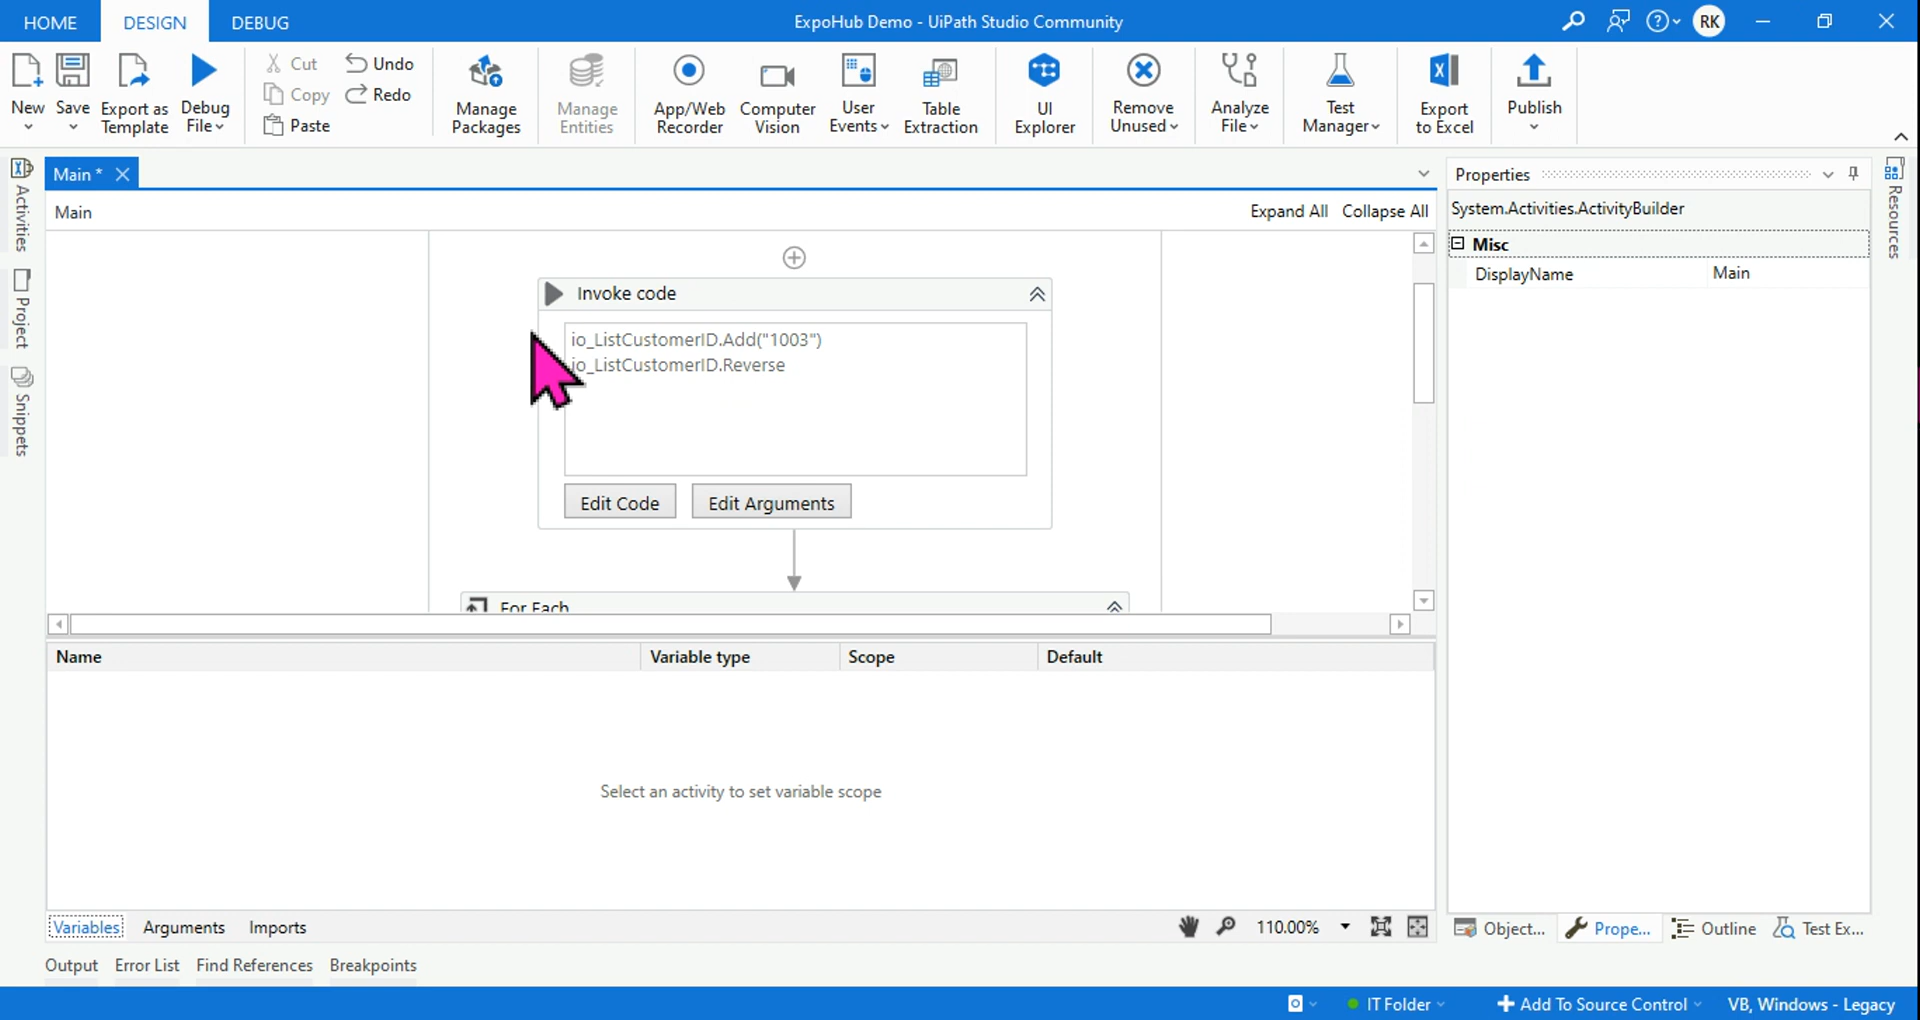 HOME DESIGN DEBUG ExpoHub Demo - UiPath Studio Community RK
New Save Export as Template Debug File Cut Copy Paste Undo Redo Manage Packages Manage Entities App/Web Recorder Computer Vision User Events Table Extraction UI Explorer Remove Unused Analyze File Test Manager Export to Excel Publish
Activities
Project
Snippets
Main *
Main Expand All Collapse All
Invoke code
io_ListCustomerID.Add("1003")
io_ListCustomerID.Reverse
Edit Code Edit Arguments
For Each
Name Variable type Scope Default
Select an activity to set variable scope
Variables Arguments Imports 110.00%
Output Error List Find References Breakpoints
Properties
System.Activities.ActivityBuilder
Misc
DisplayName Main
Resources
Object... Prope... Outline Test Ex...
IT Folder Add To Source Control VB, Windows - Legacy